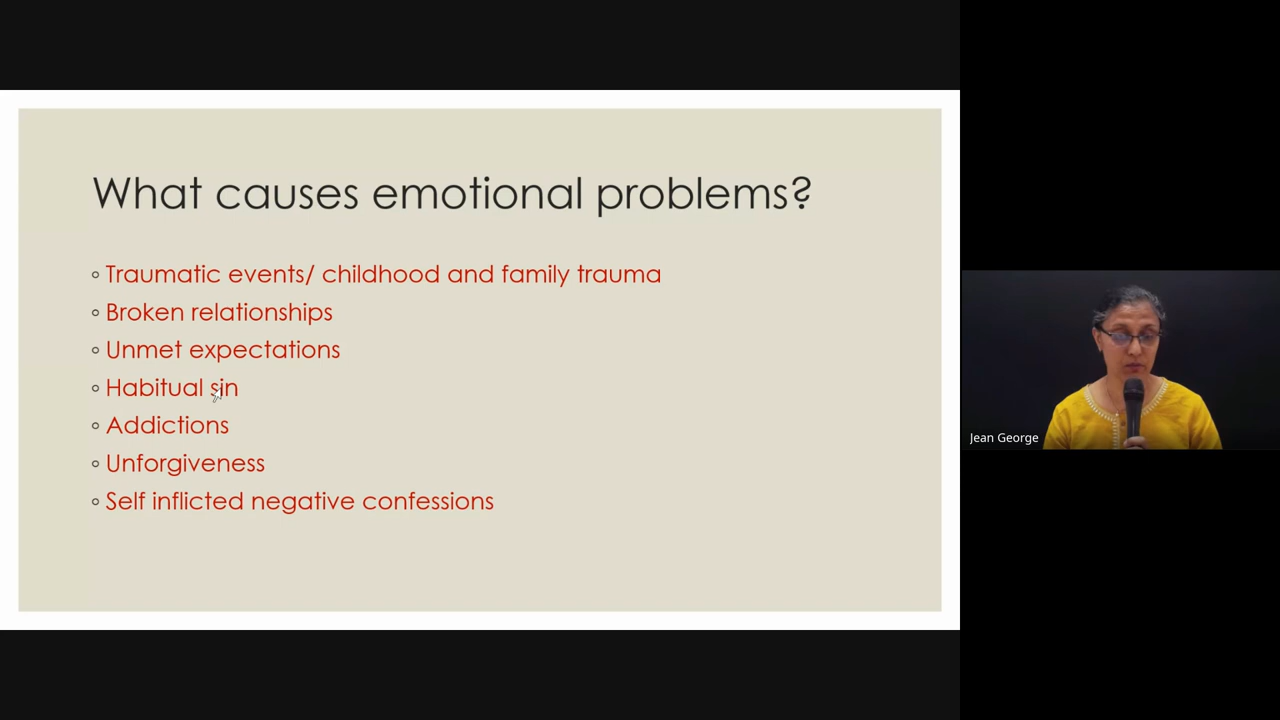 What causes emotional problems?
◦ Traumatic events/ childhood and family trauma
◦ Broken relationships
◦ Unmet expectations
◦ Habitual sin
◦ Addictions
◦ Unforgiveness
◦ Self inflicted negative confessions
Jean George